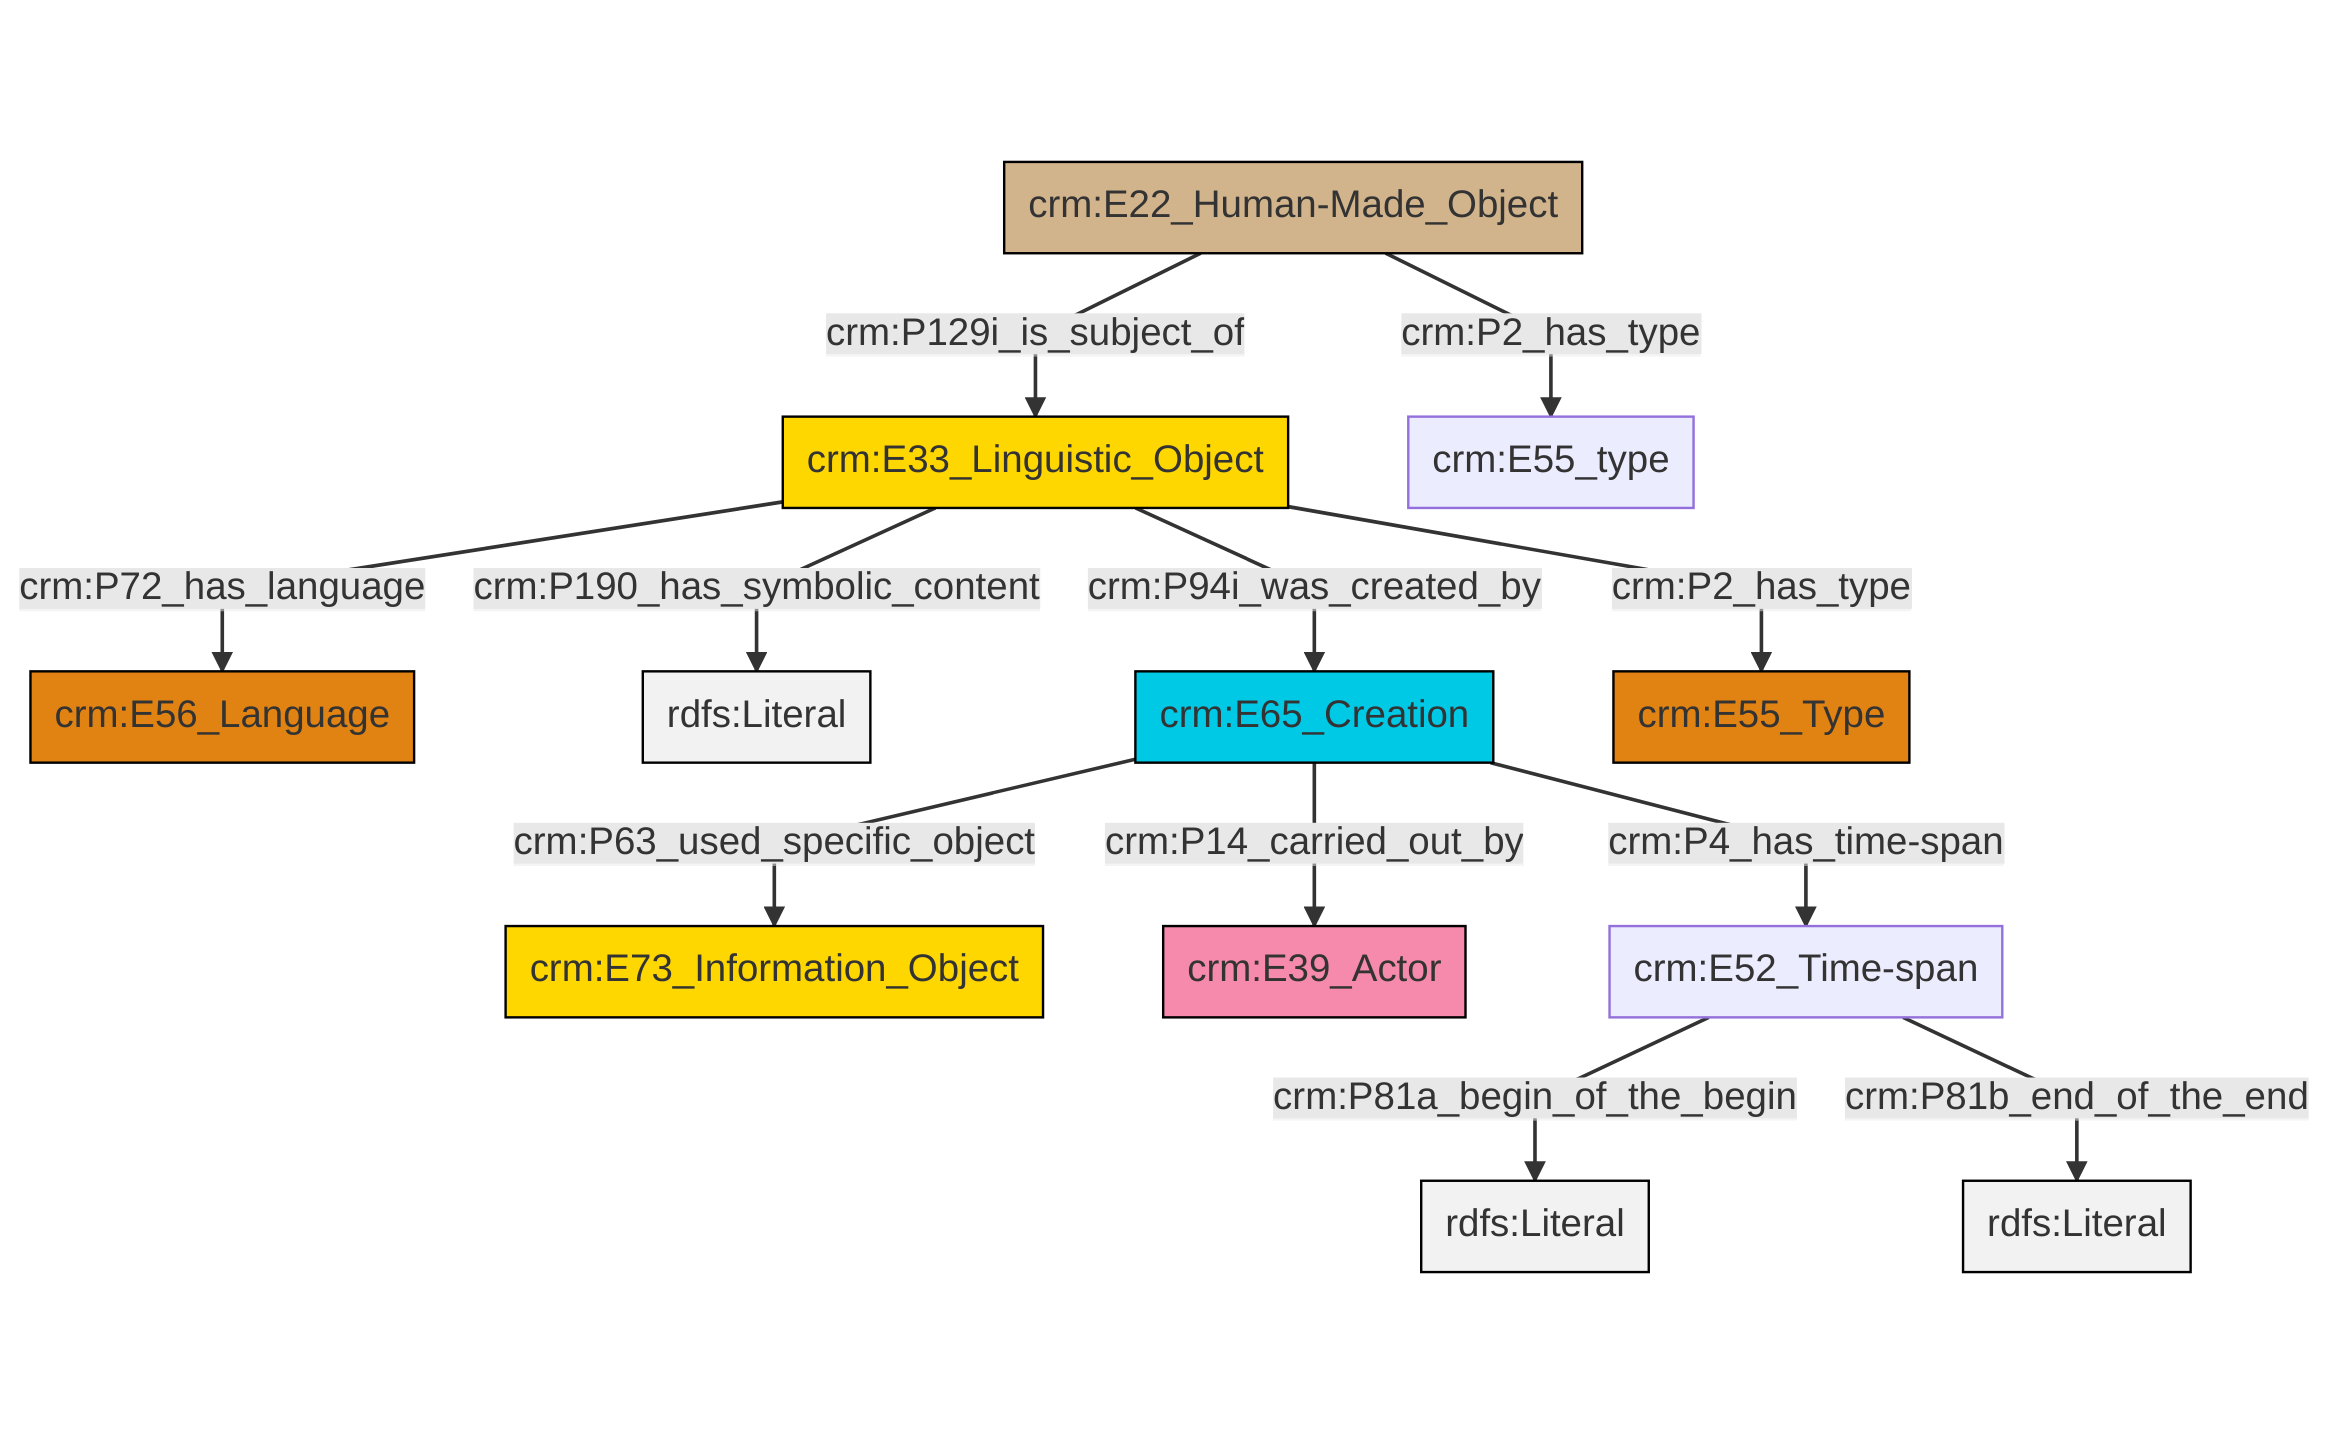 crm:E22_Human-Made_Object
crm:P129i_is_subject_of
crm:P2_has_type
crm:E33_Linguistic_Object
crm:E55_type
crm:P72_has_language
crm:P190_has_symbolic_content
crm:P94i_was_created_by
crm:P2_has_type
crm:E56_Language
rdfs:Literal
crm:E65_Creation
crm:E55_Type
crm:P63_used_specific_object
crm:P14_carried_out_by
crm:P4_has_time-span
crm:E73_Information_Object
crm:E39_Actor
crm:E52_Time-span
crm:P81a_begin_of_the_begin
crm:P81b_end_of_the_end
rdfs:Literal
rdfs:Literal